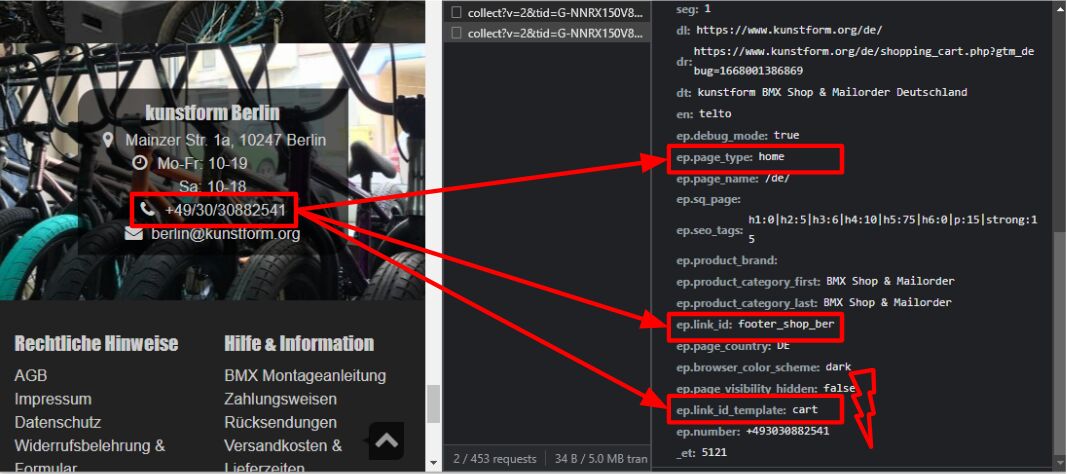 kunstform Berlin
Mainzer Str. 1a, 10247 Berlin
Mo-Fr: 10-19
Sa: 10-18
+49/30/30882541
berlin@kunstform.org
Rechtliche Hinweise
AGB
Impressum
Datenschutz
Widerrufsbelehrung &
Formular
Hilfe & Information
BMX Montageanleitung
Zahlungsweisen
Rücksendungen
Versandkosten &
Lieferzeiten
collect?v=2&tid=G-NNRX150V8...
collect?v=2&tid=G-NNRX150V8...
2 / 453 requests
34 B / 5.0 MB tran
seg: 1
dl: https://www.kunstform.org/de/
dr: https://www.kunstform.org/de/shopping_cart.php?gtm_de
bug=1668001386869
dt: kunstform BMX Shop & Mailorder Deutschland
en: telto
ep.debug_mode: true
ep.page_type: home
ep.page_name: /de/
ep.sq_page:
ep.seo_tags: h1:0|h2:5|h3:6|h4:10|h5:75|h6:0|p:15|strong:1
5
ep.product_brand:
ep.product_category_first: BMX Shop & Mailorder
ep.product_category_last: BMX Shop & Mailorder
ep.link_id: footer_shop_ber
ep.page_country: DE
ep.browser_color_scheme: dark
ep.page_visibility_hidden: false
ep.link_id_template: cart
ep.number: +493030882541
_et: 5121